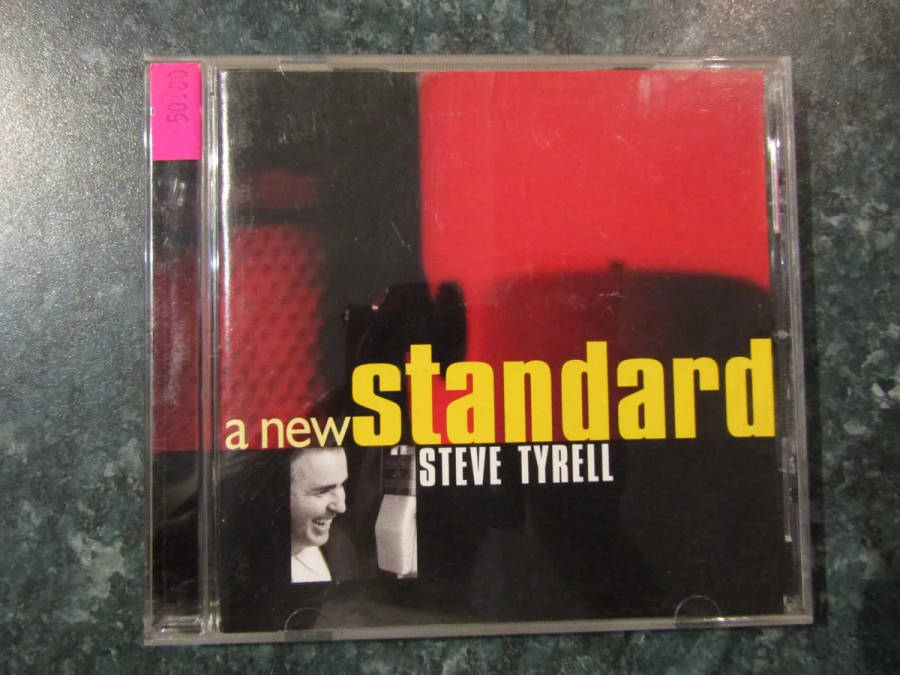 50.00
a new standard
STEVE TYRELL